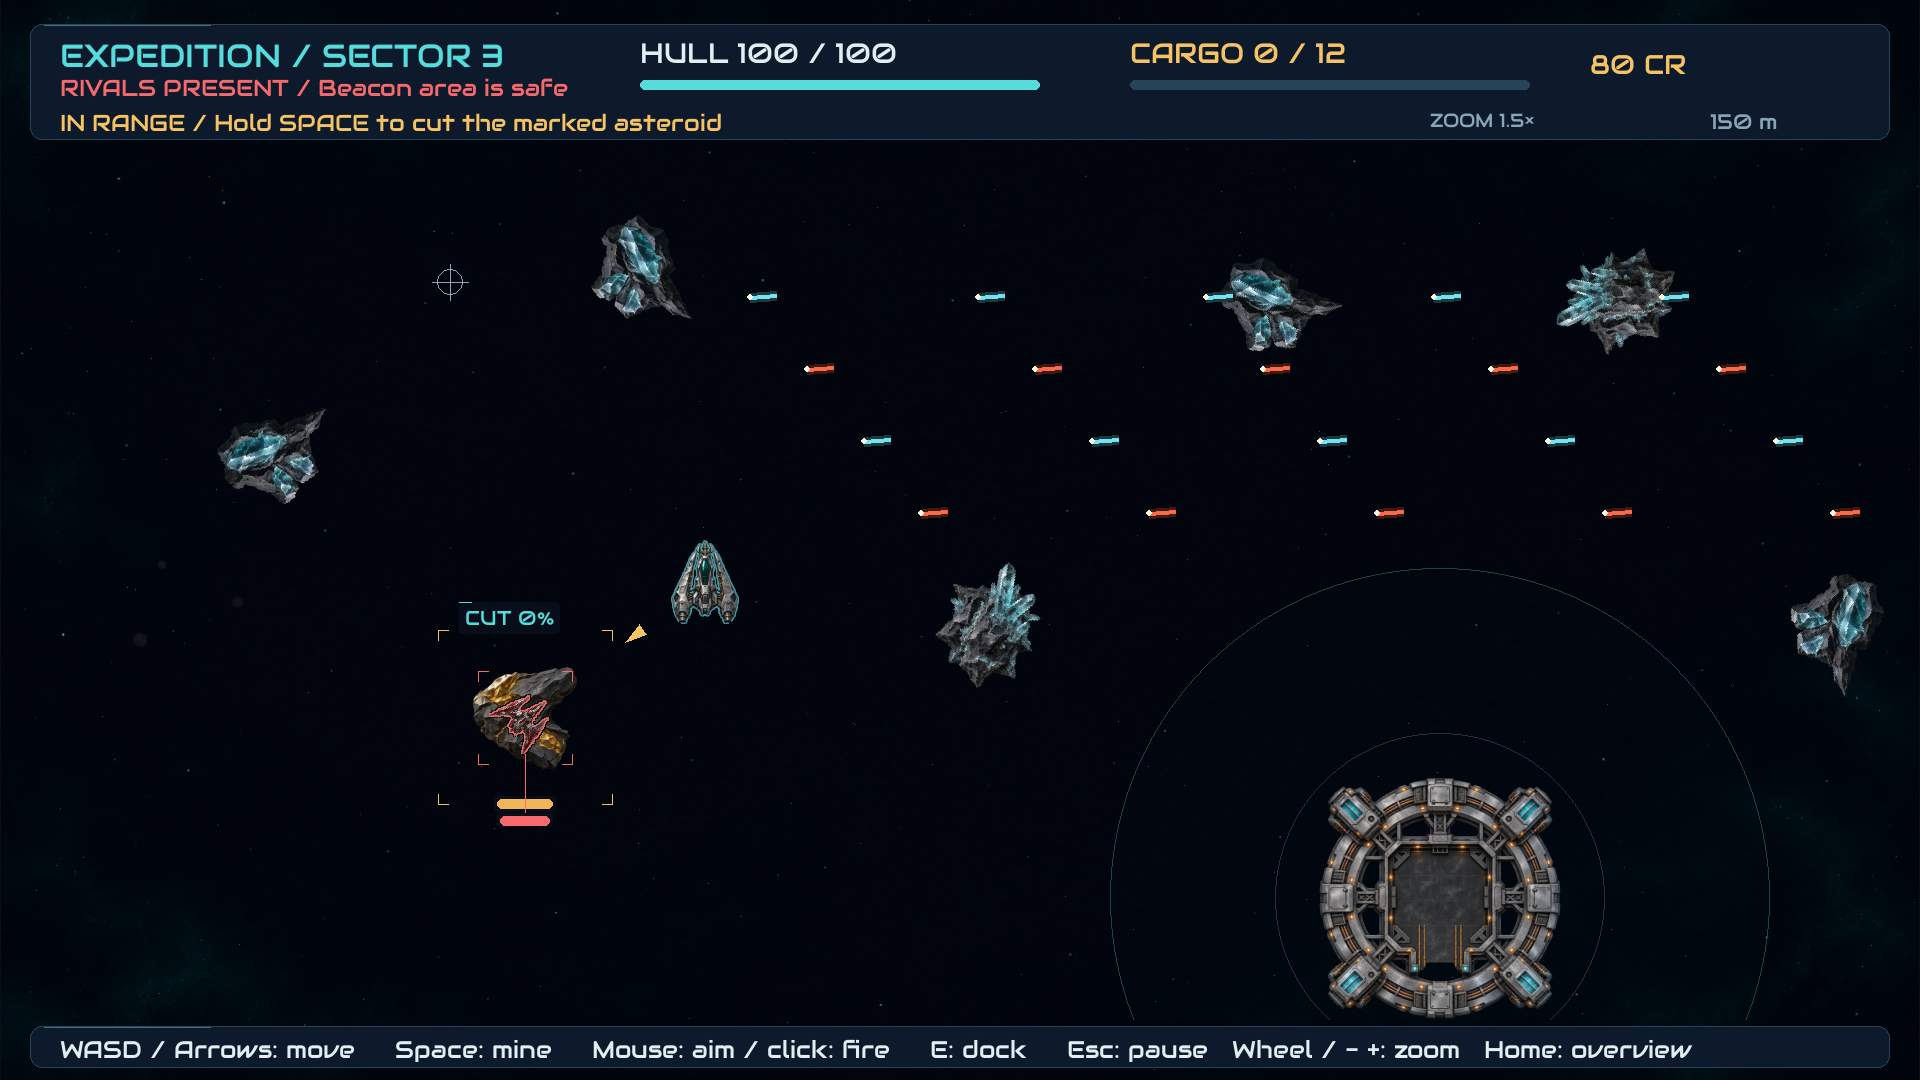 EXPEDITION / SECTOR 3
RIVALS PRESENT / Beacon area is safe
IN RANGE / Hold SPACE to cut the marked asteroid
HULL 100 / 100
CARGO 0 / 12
80 CR
ZOOM 1.5×
150 m
CUT 0%
WASD / Arrows: move Space: mine Mouse: aim / click: fire E: dock Esc: pause Wheel / - +: zoom Home: overview